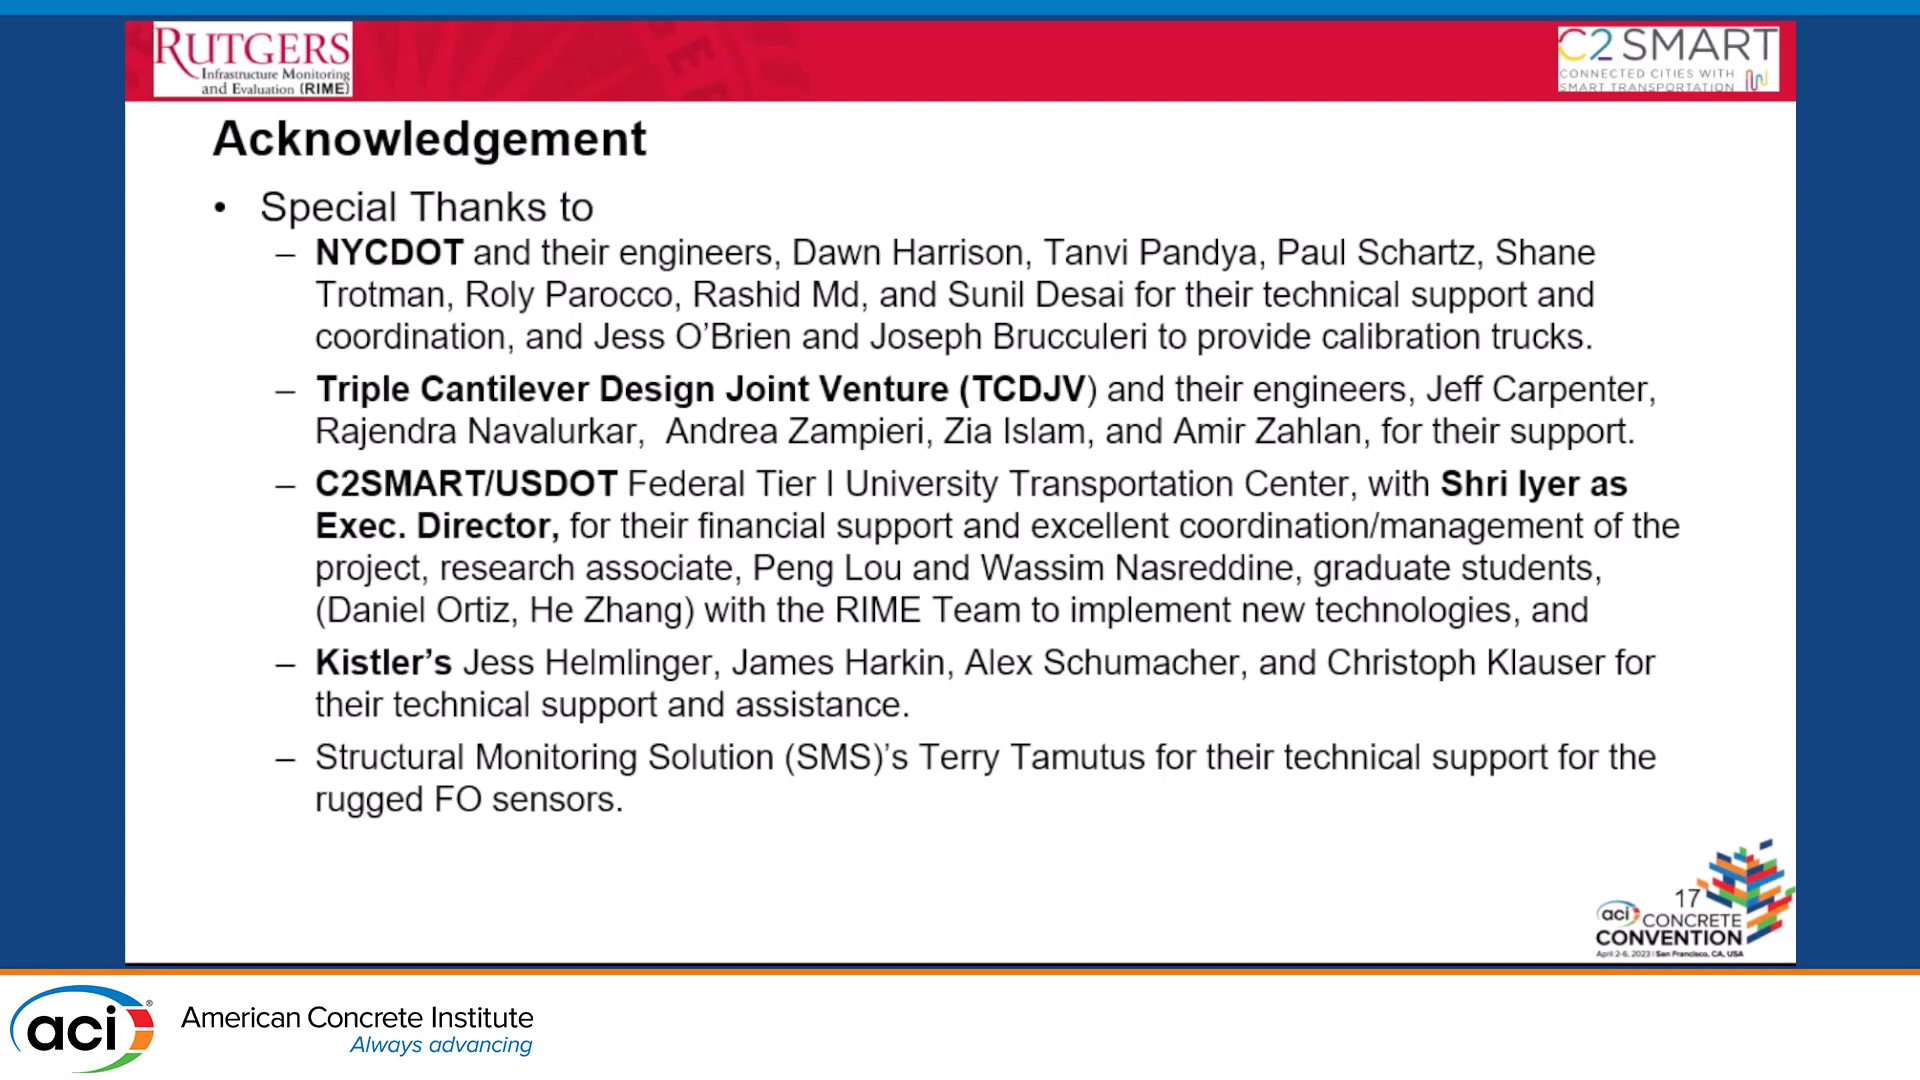 RUTGERS
Infrastructure Monitoring
and Evaluation (RIME)
C2SMART
CONNECTED CITIES WITH
SMART TRANSPORTATION
Acknowledgement
• Special Thanks to
– NYCDOT and their engineers, Dawn Harrison, Tanvi Pandya, Paul Schartz, Shane
Trotman, Roly Parocco, Rashid Md, and Sunil Desai for their technical support and
coordination, and Jess O’Brien and Joseph Brucculeri to provide calibration trucks.
– Triple Cantilever Design Joint Venture (TCDJV) and their engineers, Jeff Carpenter,
Rajendra Navalurkar, Andrea Zampieri, Zia Islam, and Amir Zahlan, for their support.
– C2SMART/USDOT Federal Tier I University Transportation Center, with Shri Iyer as
Exec. Director, for their financial support and excellent coordination/management of the
project, research associate, Peng Lou and Wassim Nasreddine, graduate students,
(Daniel Ortiz, He Zhang) with the RIME Team to implement new technologies, and
– Kistler’s Jess Helmlinger, James Harkin, Alex Schumacher, and Christoph Klauser for
their technical support and assistance.
– Structural Monitoring Solution (SMS)’s Terry Tamutus for their technical support for the
rugged FO sensors.
17
aci CONCRETE
CONVENTION
April 2-6, 2023 | San Francisco, CA, USA
aci®
American Concrete Institute
Always advancing